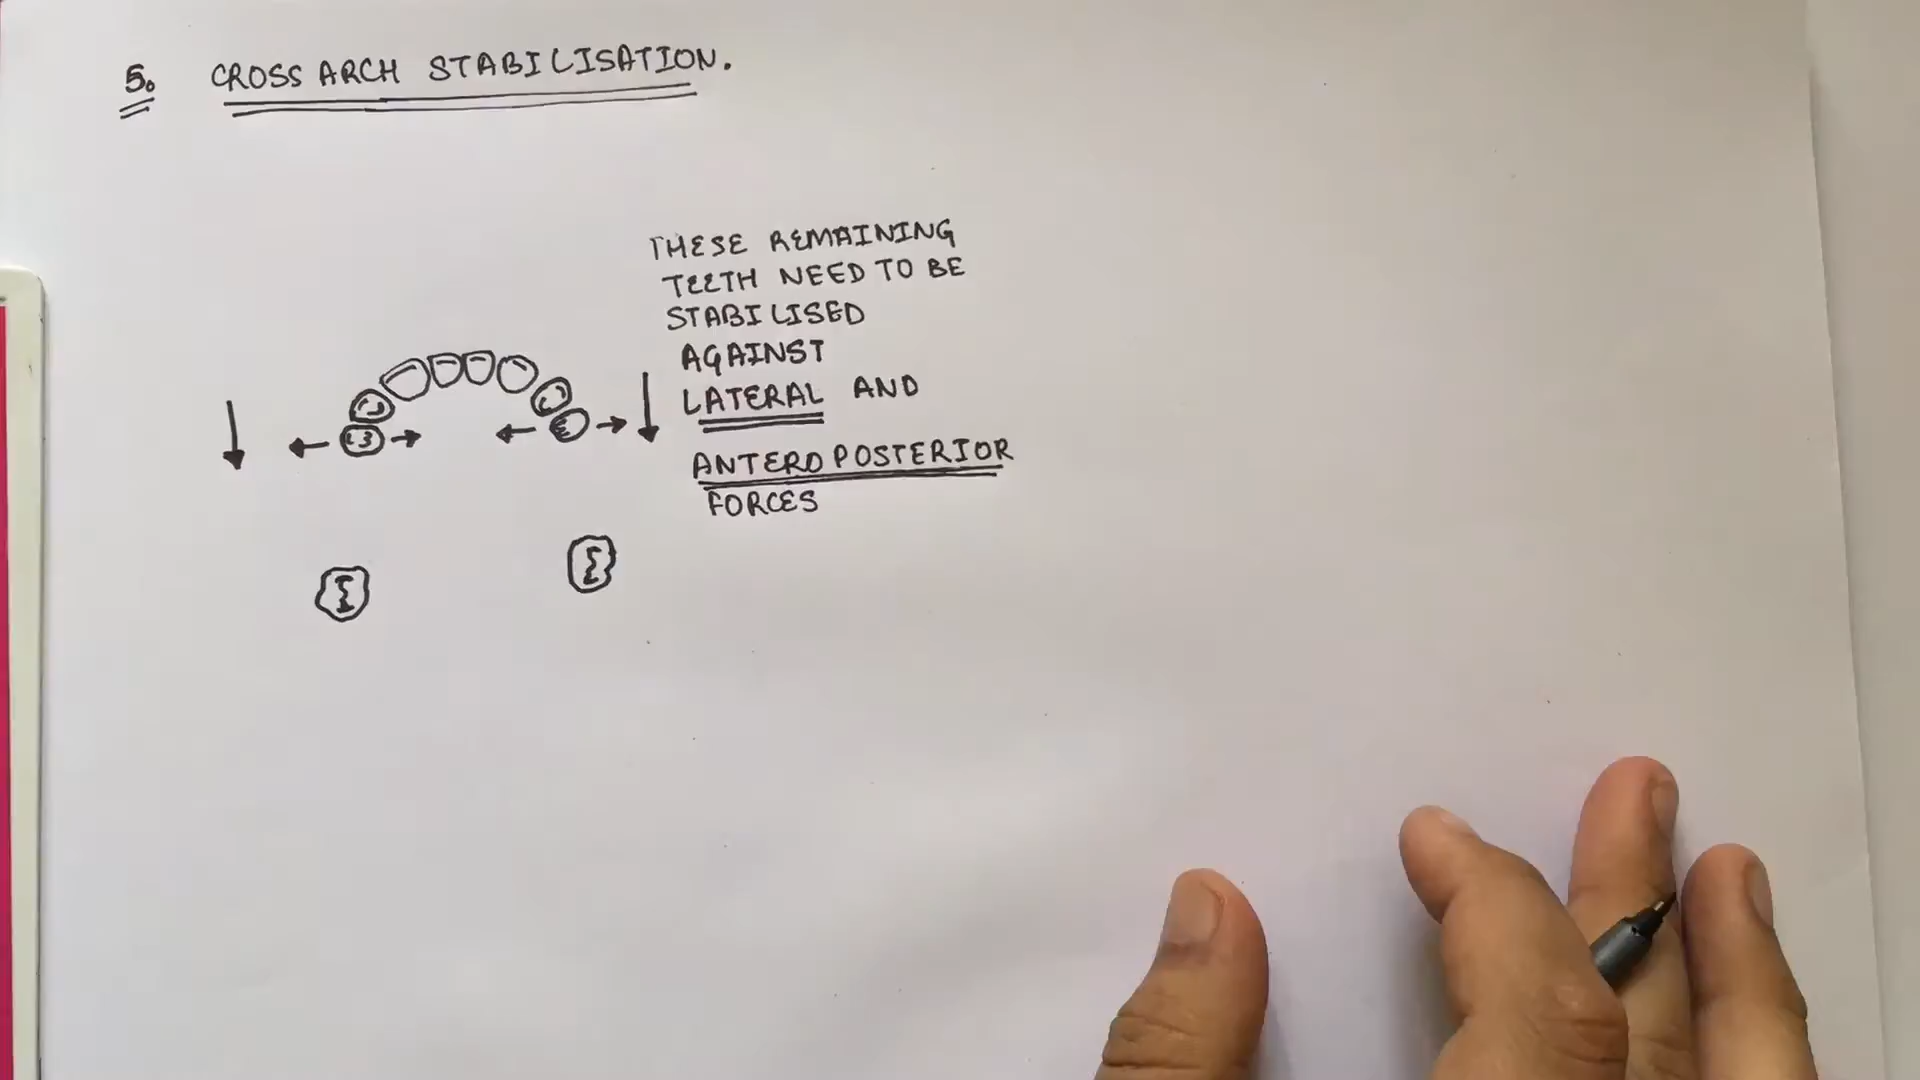 5. CROSS ARCH STABILISATION.
THESE REMAINING
TEETH NEED TO BE
STABILISED
AGAINST
LATERAL AND
ANTEROPOSTERIOR
FORCES